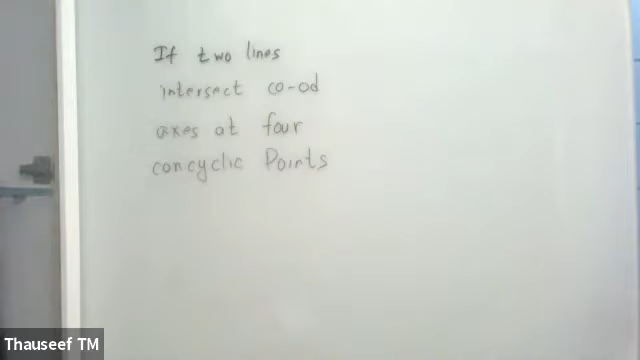 If two lines
intersect co-od
axes at four
concyclic Points
Thauseef TM